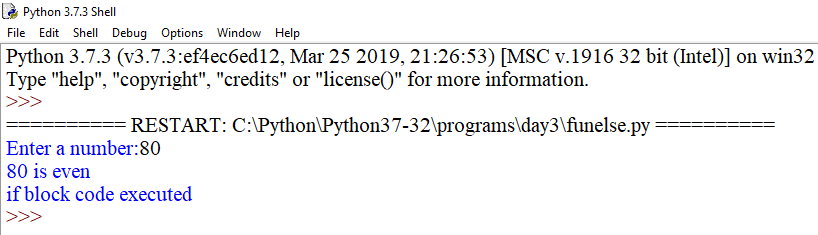 Python 3.7.3 Shell
File Edit Shell Debug Options Window Help
Python 3.7.3 (v3.7.3:ef4ec6ed12, Mar 25 2019, 21:26:53) [MSC v.1916 32 bit (Intel)] on win32
Type "help", "copyright", "credits" or "license()" for more information.
>>>
========== RESTART: C:\Python\Python37-32\programs\day3\funelse.py ==========
Enter a number:80
80 is even
if block code executed
>>>